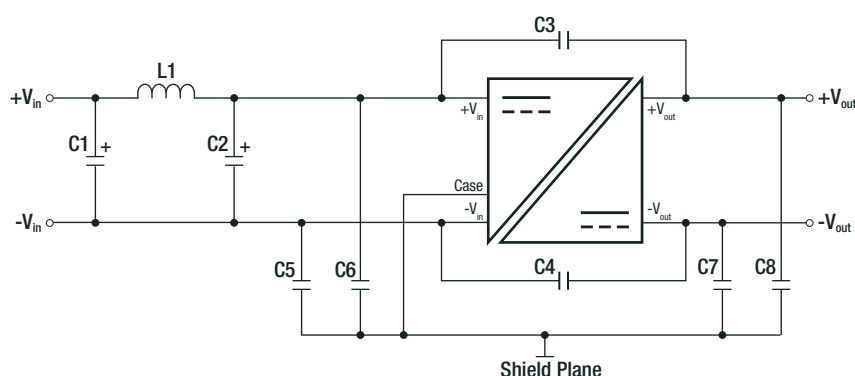 C3
L1
+Vin
+Vin
+Vout
+Vout
C1 +
C2 +
Case
-Vin
-Vin
-Vout
-Vout
C5
C6
C4
C7
C8
Shield Plane